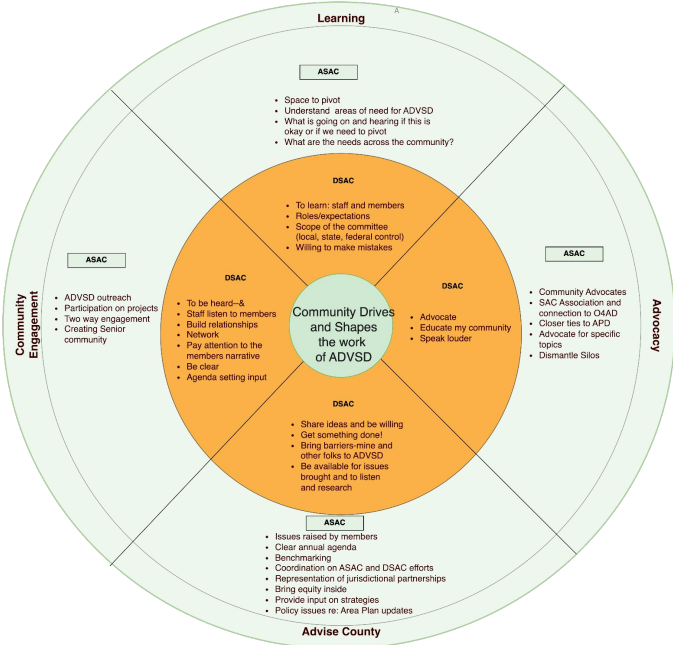 A
Learning
ASAC
• Space to pivot
• Understand areas of need for ADVSD
• What is going on and hearing if this is
okay or if we need to pivot
• What are the needs across the community?
DSAC
• To learn: staff and members
• Roles/expectations
• Scope of the committee
(local, state, federal control)
• Willing to make mistakes
Community
Engagement
ASAC
• ADVSD outreach
• Participation on projects
• Two way engagement
• Creating Senior
community
DSAC
• To be heard—&
• Staff listen to members
• Build relationships
• Network
• Pay attention to the
members narrative
• Be clear
• Agenda setting input
Community Drives
and Shapes
the work
of ADVSD
DSAC
• Advocate
• Educate my community
• Speak louder
ASAC
• Community Advocates
• SAC Association and
connection to O4AD
• Closer ties to APD
• Advocate for specific
topics
• Dismantle Silos
Advocacy
DSAC
• Share ideas and be willing
• Get something done!
• Bring barriers-mine and
other folks to ADVSD
• Be available for issues
brought and to listen
and research
ASAC
• Issues raised by members
• Clear annual agenda
• Benchmarking
• Coordination on ASAC and DSAC efforts
• Representation of jurisdictional partnerships
• Bring equity inside
• Provide input on strategies
• Policy issues re: Area Plan updates
Advise County